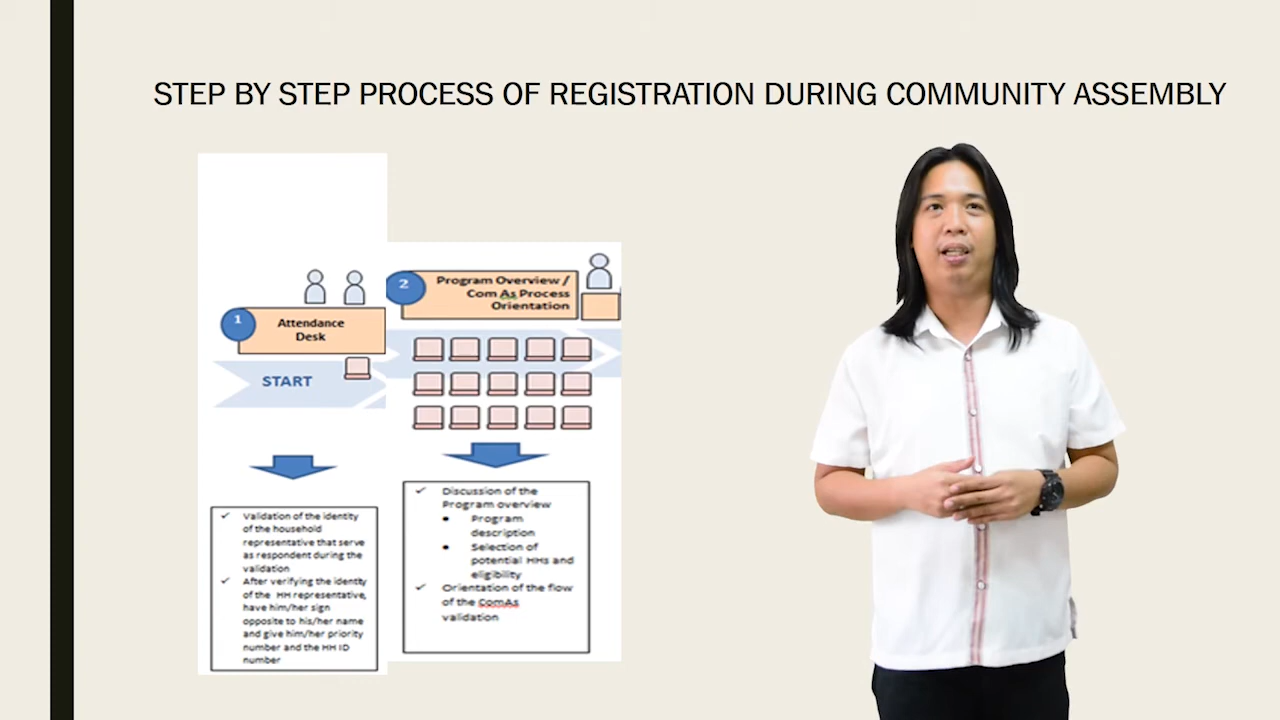 STEP BY STEP PROCESS OF REGISTRATION DURING COMMUNITY ASSEMBLY
1
Attendance
Desk
START
✓ Validation of the identity
of the household
representative that serve
as respondent during the
validation
✓ After verifying the identity
of the HH representative,
have him/her sign
opposite to his/her name
and give him/her priority
number and the HH ID
number
2
Program Overview /
Com As Process
Orientation
✓ Discussion of the
Program overview
• Program
description
• Selection of
potential HHs and
eligibility
✓ Orientation of the flow
of the ComAs
validation